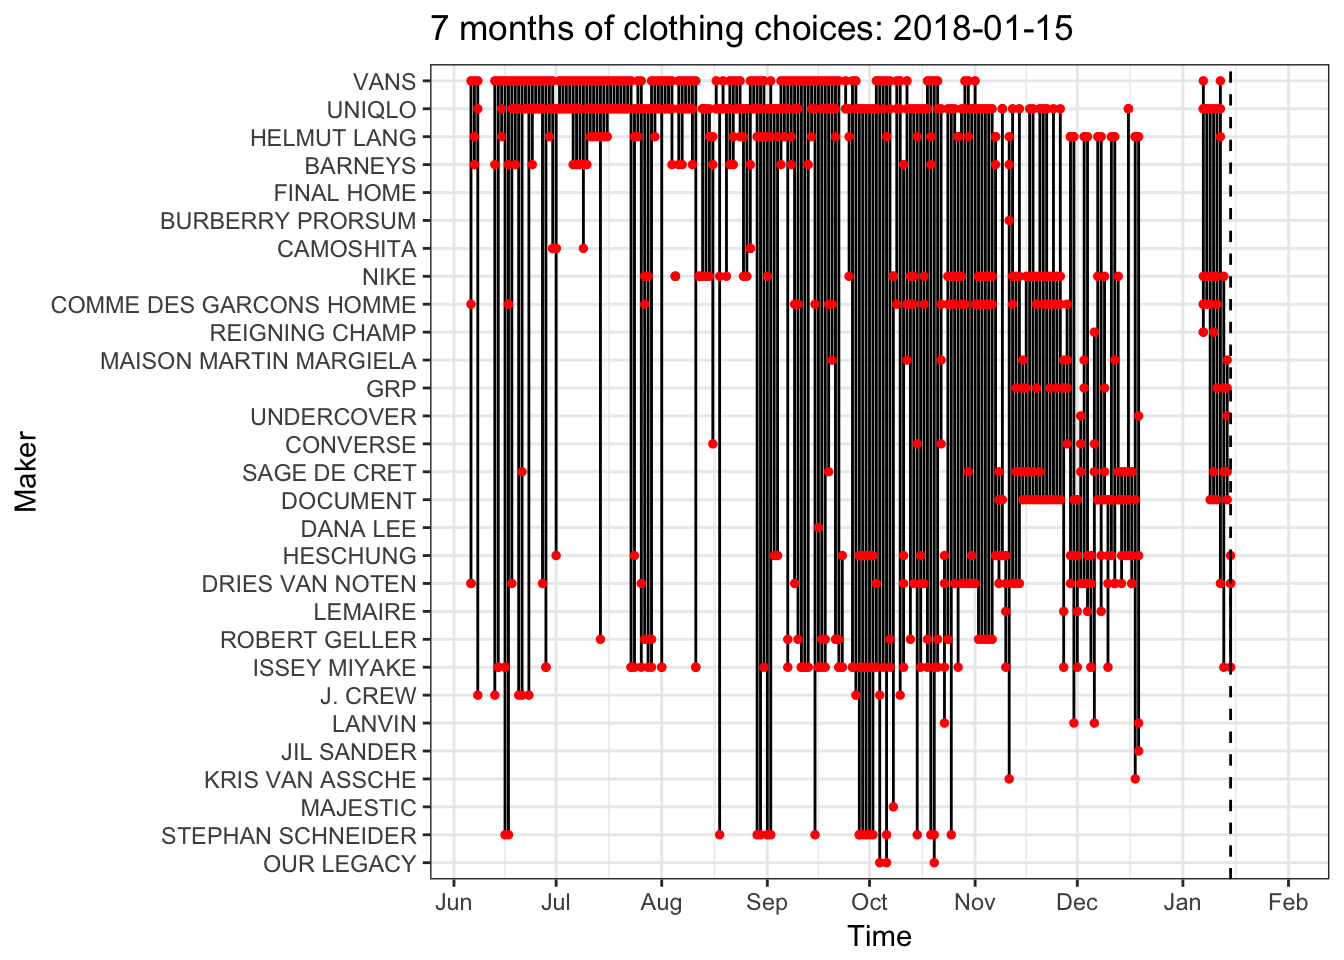 7 months of clothing choices: 2018-01-15
VANS
UNIQLO
HELMUT LANG
BARNEYS
FINAL HOME
BURBERRY PRORSUM
CAMOSHITA
NIKE
COMME DES GARCONS HOMME
REIGNING CHAMP
MAISON MARTIN MARGIELA
GRP
UNDERCOVER
CONVERSE
SAGE DE CRET
DOCUMENT
DANA LEE
HESCHUNG
DRIES VAN NOTEN
LEMAIRE
ROBERT GELLER
ISSEY MIYAKE
J. CREW
LANVIN
JIL SANDER
KRIS VAN ASSCHE
MAJESTIC
STEPHAN SCHNEIDER
OUR LEGACY
Maker
Jun Jul Aug Sep Oct Nov Dec Jan Feb
Time